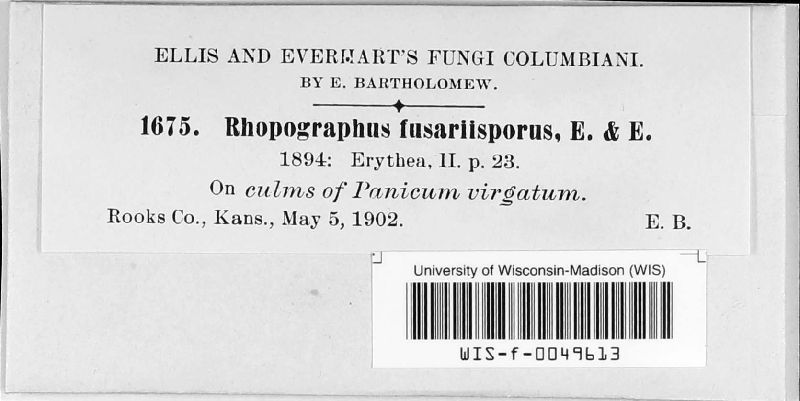 ELLIS AND EVERHART'S FUNGI COLUMBIANI.
BY E. BARTHOLOMEW.
1675. Rhopographus fusariisporus, E. & E.
1894: Erythea, II. p. 23.
On culms of Panicum virgatum.
Rooks Co., Kans., May 5, 1902. E. B.
University of Wisconsin-Madison (WIS)
WIS-f-0049613